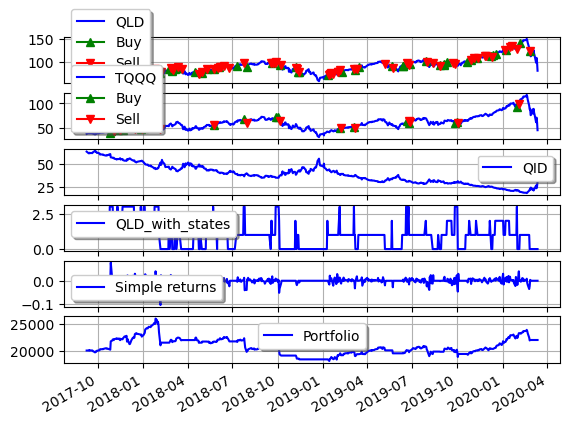 QLD
Buy
Sell
150
100
TQQQ
Buy
Sell
100
50
QID
50
25
QLD_with_states
2.5
0.0
Simple returns
0.0
−0.1
Portfolio
25000
20000
2017-10
2018-01
2018-04
2018-07
2018-10
2019-01
2019-04
2019-07
2019-10
2020-01
2020-04